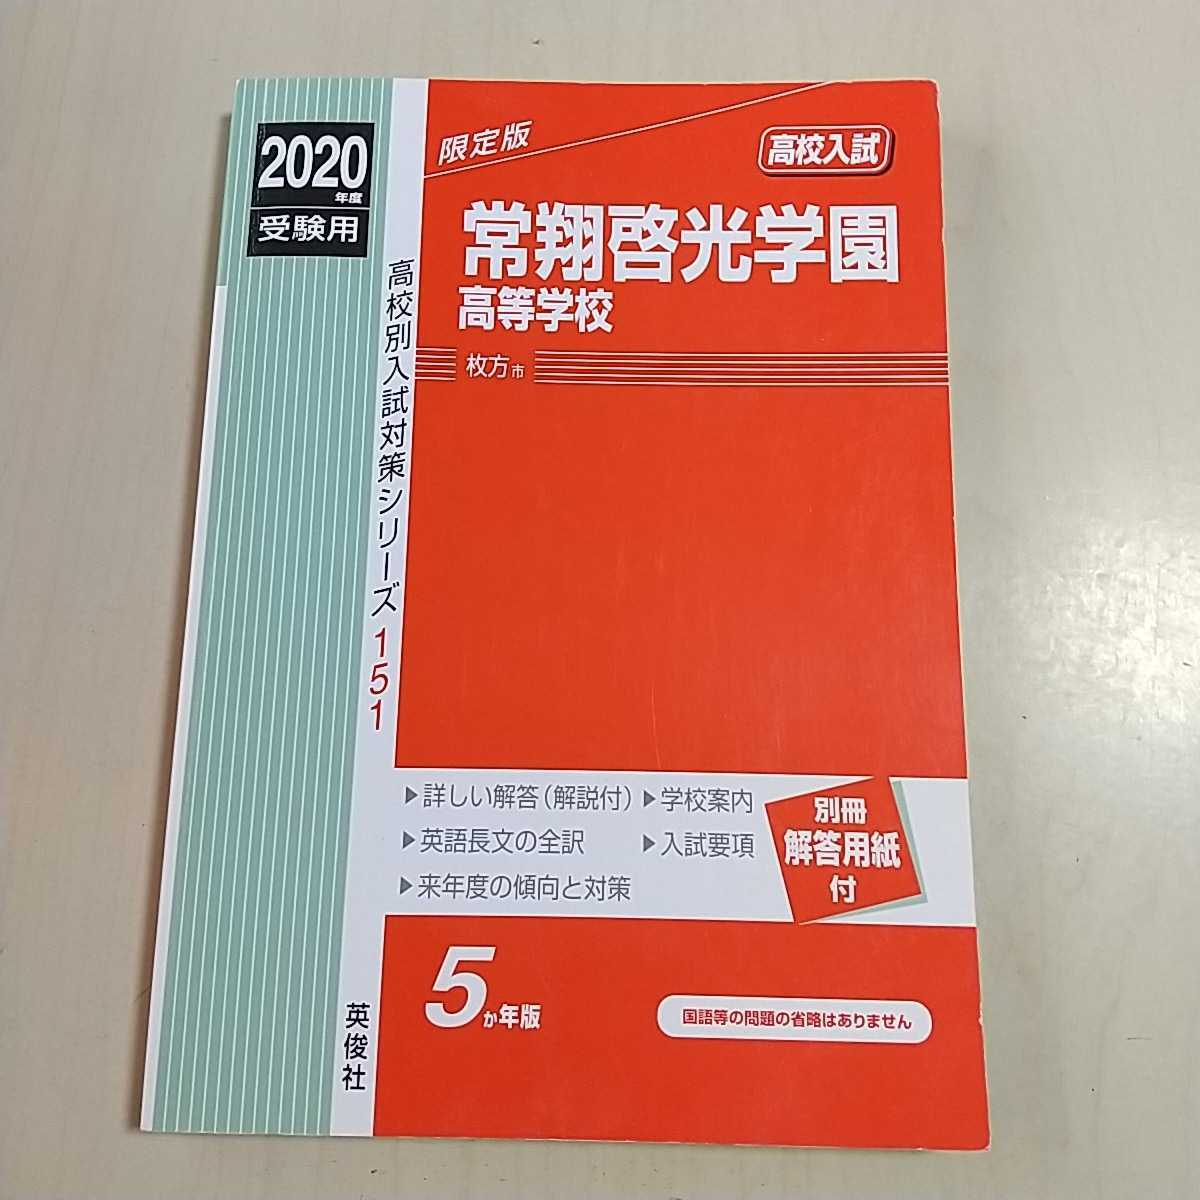 2020
年度
受験用
限定版
高校入試
常翔啓光学園
高等学校
枚方市
高校別入試対策シリーズ151
▶詳しい解答(解説付)
▶英語長文の全訳
▶来年度の傾向と対策
▶学校案内
▶入試要項
別冊
解答用紙
付
5か年版
国語等の問題の省略はありません
英俊社